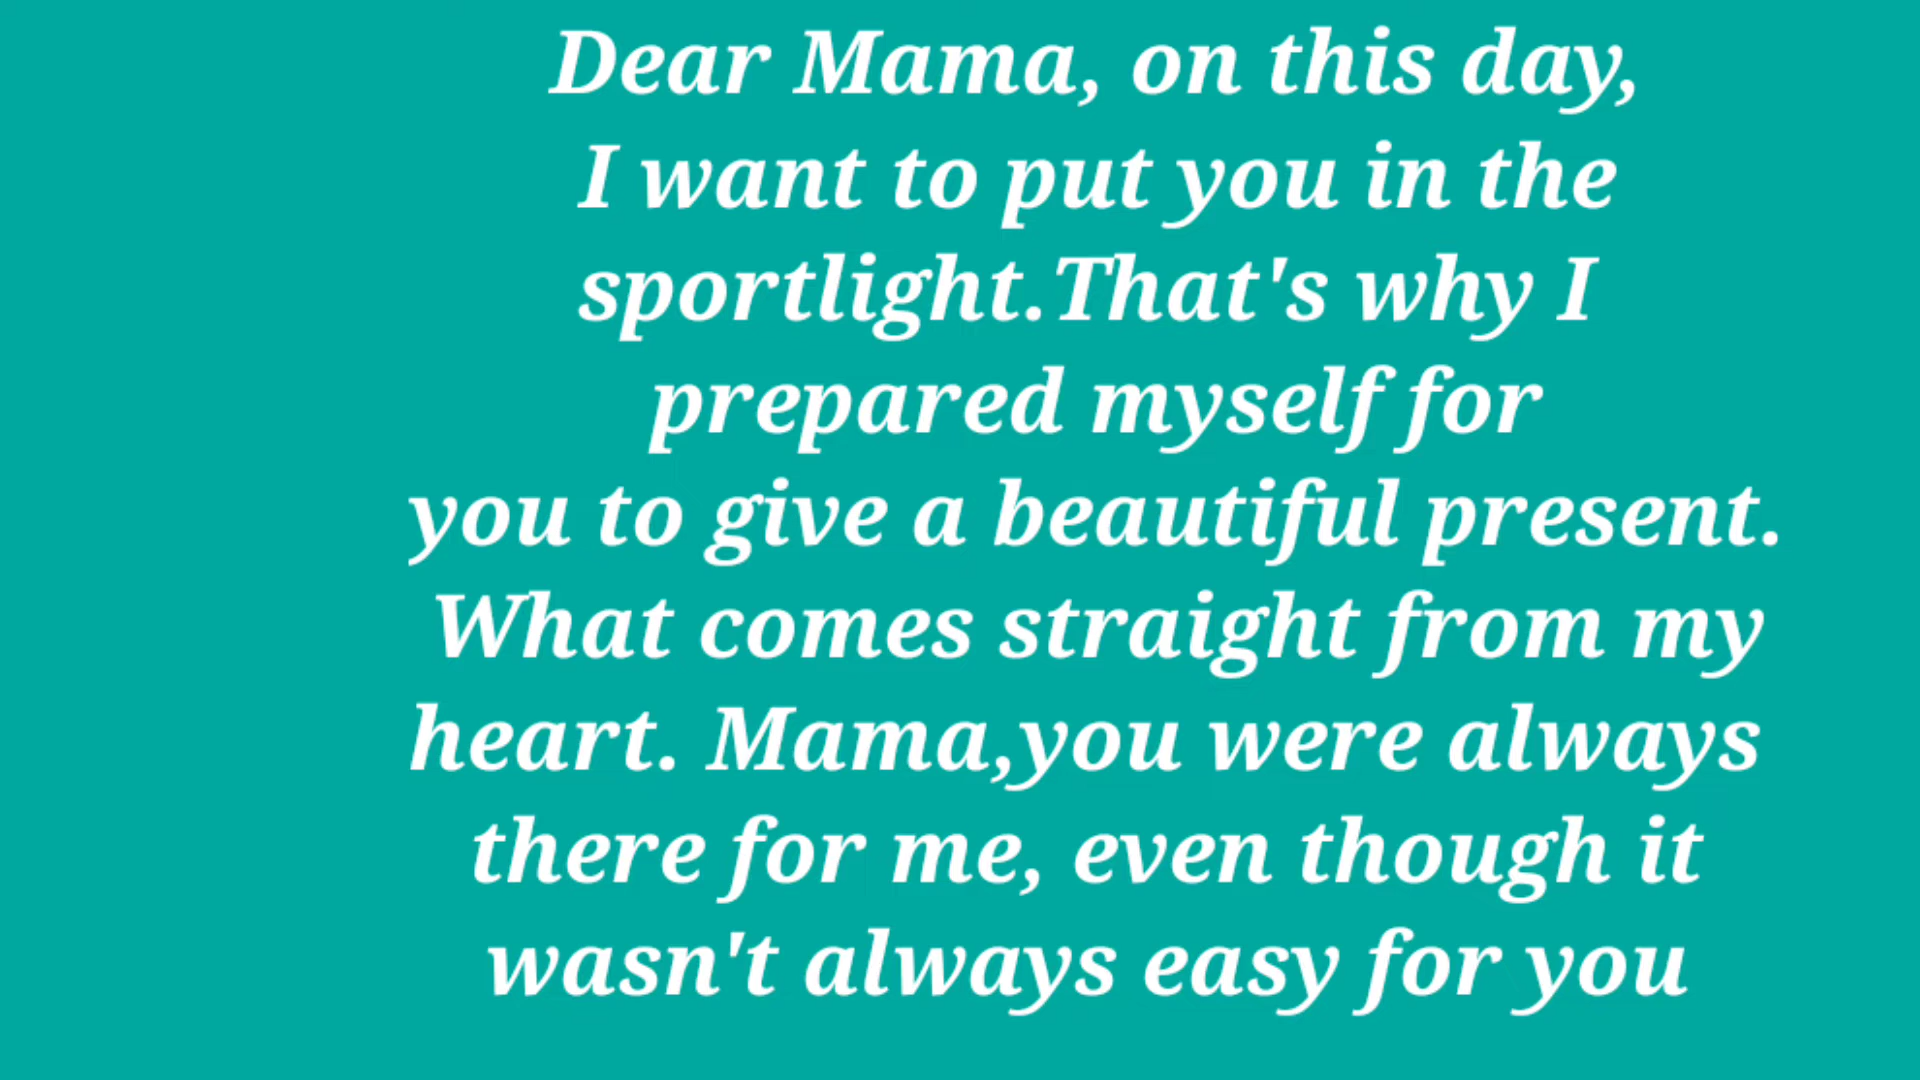 Dear Mama, on this day,
I want to put you in the
sportlight.That's why I
prepared myself for
you to give a beautiful present.
What comes straight from my
heart. Mama,you were always
there for me, even though it
wasn't always easy for you